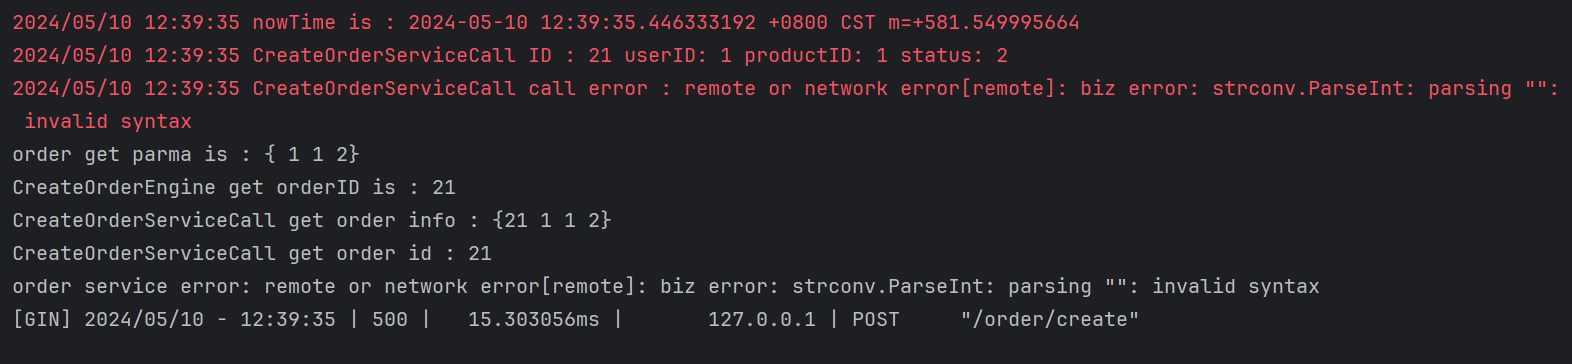 2024/05/10 12:39:35 nowTime is : 2024-05-10 12:39:35.446333192 +0800 CST m=+581.549995664
2024/05/10 12:39:35 CreateOrderServiceCall ID : 21 userID: 1 productID: 1 status: 2
2024/05/10 12:39:35 CreateOrderServiceCall call error : remote or network error[remote]: biz error: strconv.ParseInt: parsing "":
invalid syntax
order get parma is : { 1 1 2}
CreateOrderEngine get orderID is : 21
CreateOrderServiceCall get order info : {21 1 1 2}
CreateOrderServiceCall get order id : 21
order service error: remote or network error[remote]: biz error: strconv.ParseInt: parsing "": invalid syntax
[GIN] 2024/05/10 - 12:39:35 | 500 |   15.303056ms |       127.0.0.1 | POST     "/order/create"